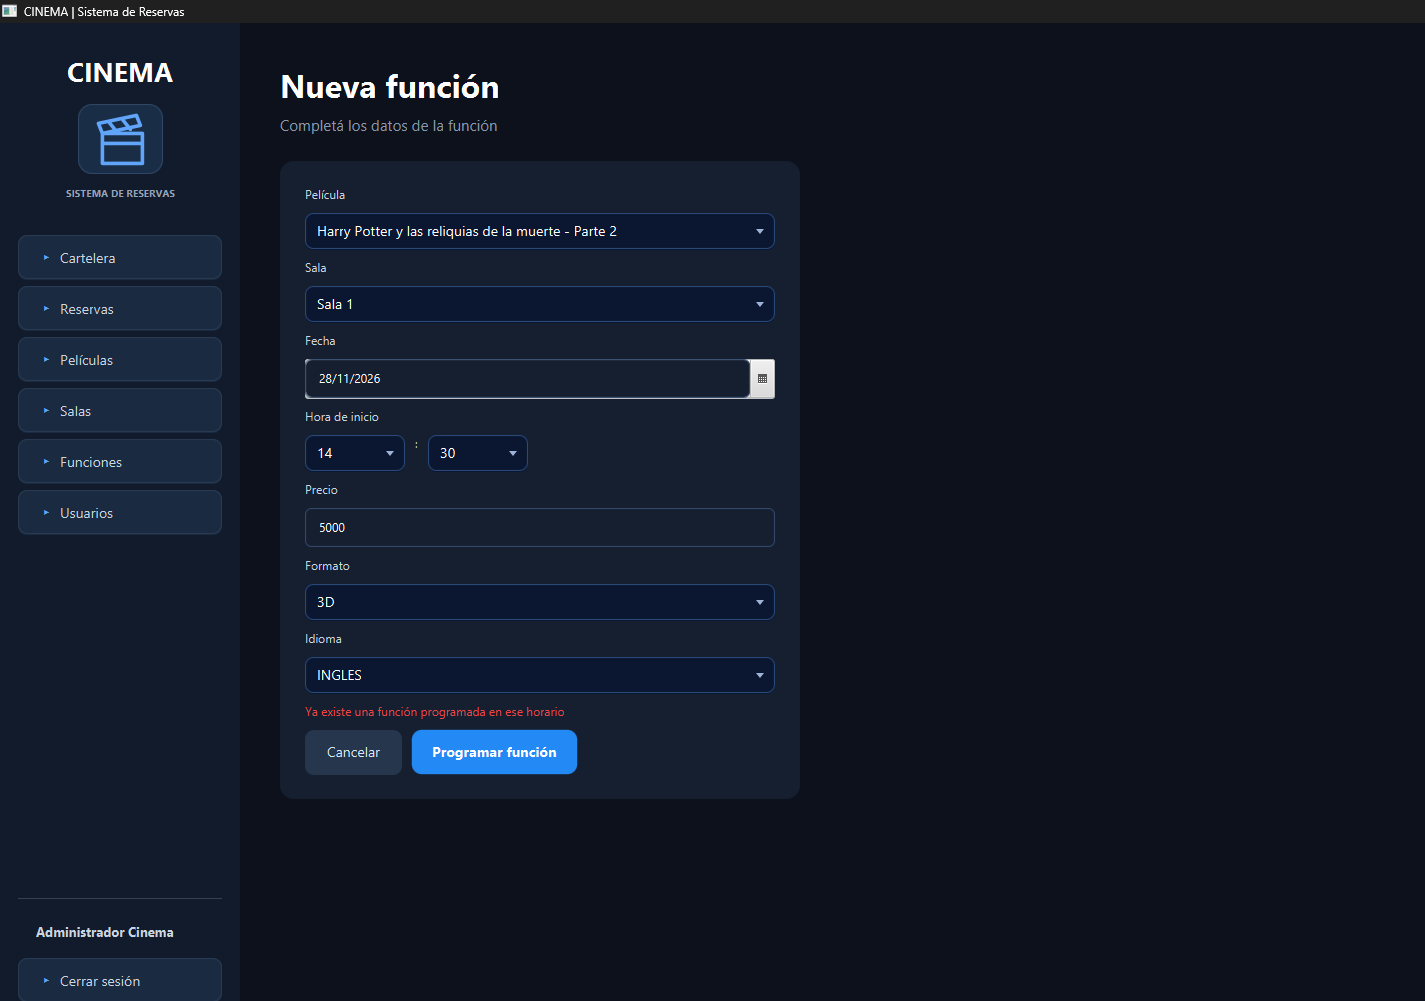 CINEMA | Sistema de Reservas
CINEMA
SISTEMA DE RESERVAS
Cartelera
Reservas
Películas
Salas
Funciones
Usuarios
Administrador Cinema
Cerrar sesión
Nueva función
Completá los datos de la función
Película
Harry Potter y las reliquias de la muerte - Parte 2
Sala
Sala 1
Fecha
28/11/2026
Hora de inicio
14 : 30
Precio
5000
Formato
3D
Idioma
INGLES
Ya existe una función programada en ese horario
Cancelar
Programar función